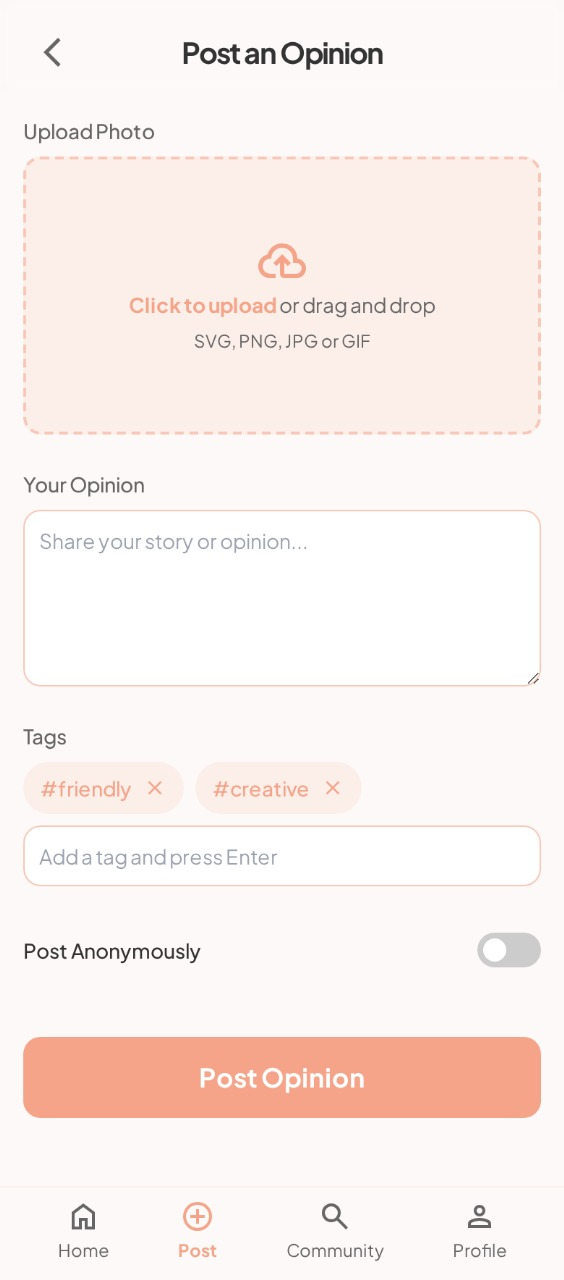 Post an Opinion
Upload Photo
Click to upload or drag and drop
SVG, PNG, JPG or GIF
Your Opinion
Share your story or opinion...
Tags
#friendly
#creative
Add a tag and press Enter
Post Anonymously
Post Opinion
Home
Post
Community
Profile